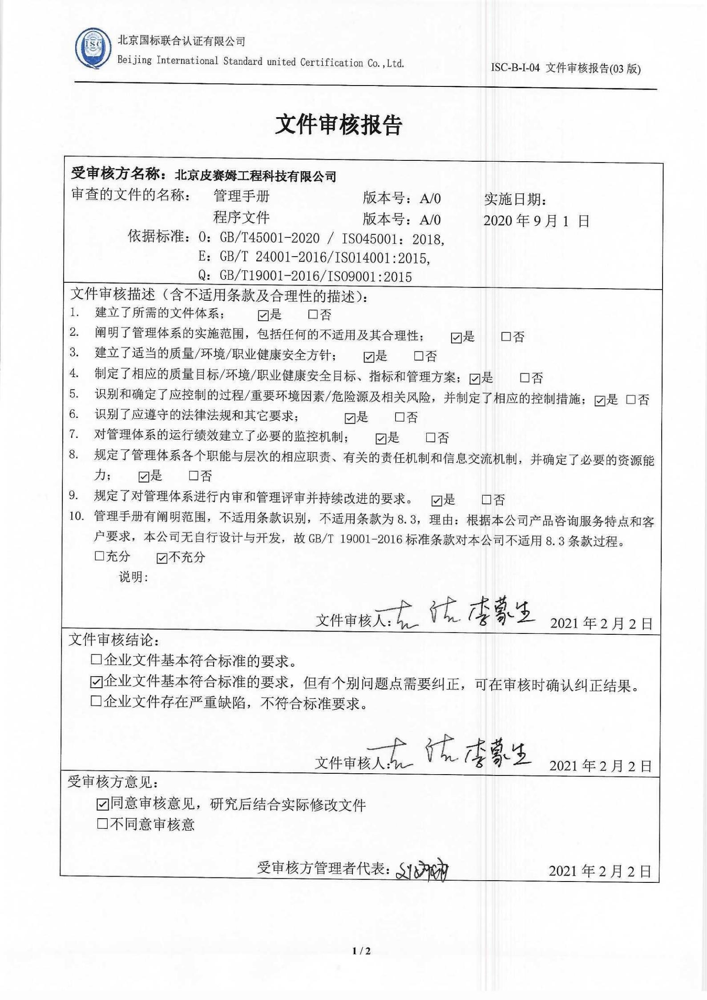 ISC
北京国标联合认证有限公司
Beijing International Standard united Certification Co.,Ltd.
ISC-B-I-04 文件审核报告(03 版)
文件审核报告
受审核方名称：北京皮赛姆工程科技有限公司
审查的文件的名称： 管理手册 版本号：A/0 实施日期：
程序文件 版本号：A/0 2020 年 9 月 1 日
依据标准：O：GB/T45001-2020 / ISO45001：2018,
E：GB/T 24001-2016/ISO14001:2015,
Q：GB/T19001-2016/ISO9001:2015
文件审核描述（含不适用条款及合理性的描述）：
1. 建立了所需的文件体系； ☑是 □否
2. 阐明了管理体系的实施范围，包括任何的不适用及其合理性； ☑是 □否
3. 建立了适当的质量/环境/职业健康安全方针； ☑是 □否
4. 制定了相应的质量目标/环境/职业健康安全目标、指标和管理方案；☑是 □否
5. 识别和确定了应控制的过程/重要环境因素/危险源及相关风险，并制定了相应的控制措施；☑是 □否
6. 识别了应遵守的法律法规和其它要求； ☑是 □否
7. 对管理体系的运行绩效建立了必要的监控机制； ☑是 □否
8. 规定了管理体系各个职能与层次的相应职责、有关的责任机制和信息交流机制，并确定了必要的资源能
力； ☑是 □否
9. 规定了对管理体系进行内审和管理评审并持续改进的要求。 ☑是 □否
10. 管理手册有阐明范围，不适用条款识别，不适用条款为 8.3，理由：根据本公司产品咨询服务特点和客
户要求，本公司无自行设计与开发，故 GB/T 19001-2016 标准条款对本公司不适用 8.3 条款过程。
□充分 ☑不充分
说明：
文件审核人： 李蒙生 2021 年 2 月 2 日
文件审核结论：
□企业文件基本符合标准的要求。
☑企业文件基本符合标准的要求，但有个别问题点需要纠正，可在审核时确认纠正结果。
□企业文件存在严重缺陷，不符合标准要求。
文件审核人： 李蒙生 2021 年 2 月 2 日
受审核方意见：
☑同意审核意见，研究后结合实际修改文件
□不同意审核意
受审核方管理者代表： 2021 年 2 月 2 日
1 / 2